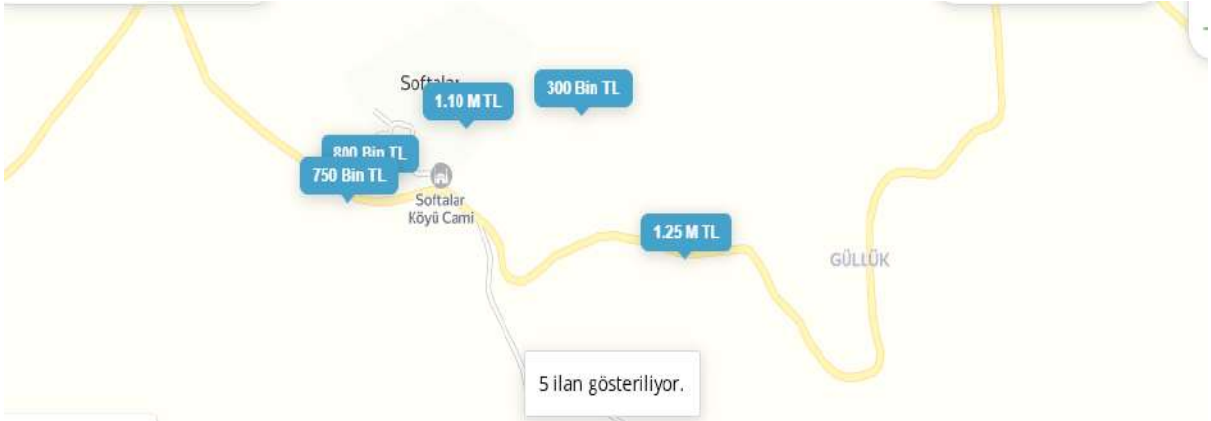 300 Bin TL
1.10 M TL
800 Bin TL
750 Bin TL
Softalar
Köyü Cami
1.25 M TL
GÜLLÜK
5 ilan gösteriliyor.